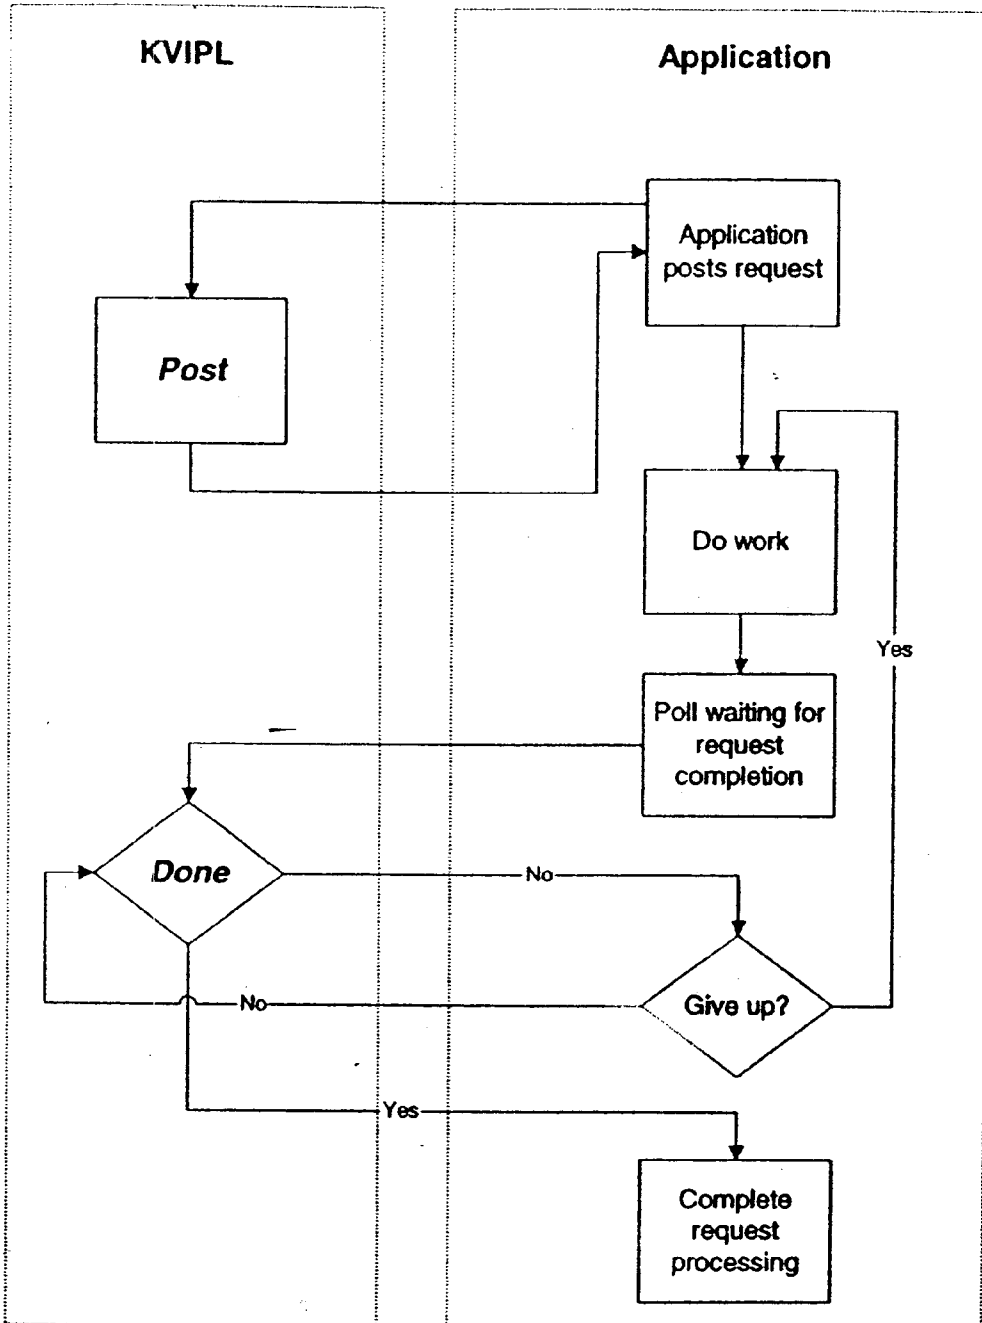 KVIPL
Application
Application
posts request
Post
Do work
Yes
Poll waiting for
request
completion
Done
No
Give up?
No
Yes
Complete
request
processing